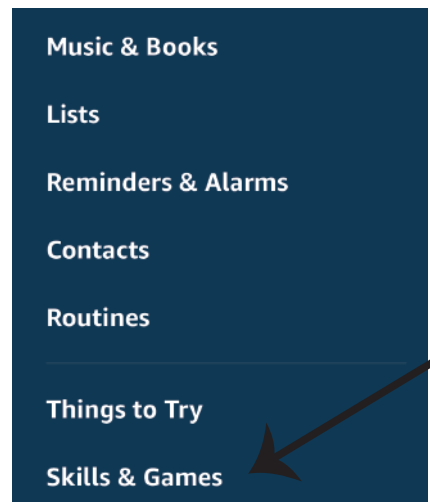 Music & Books
Lists
Reminders & Alarms
Contacts
Routines
Things to Try
Skills & Games